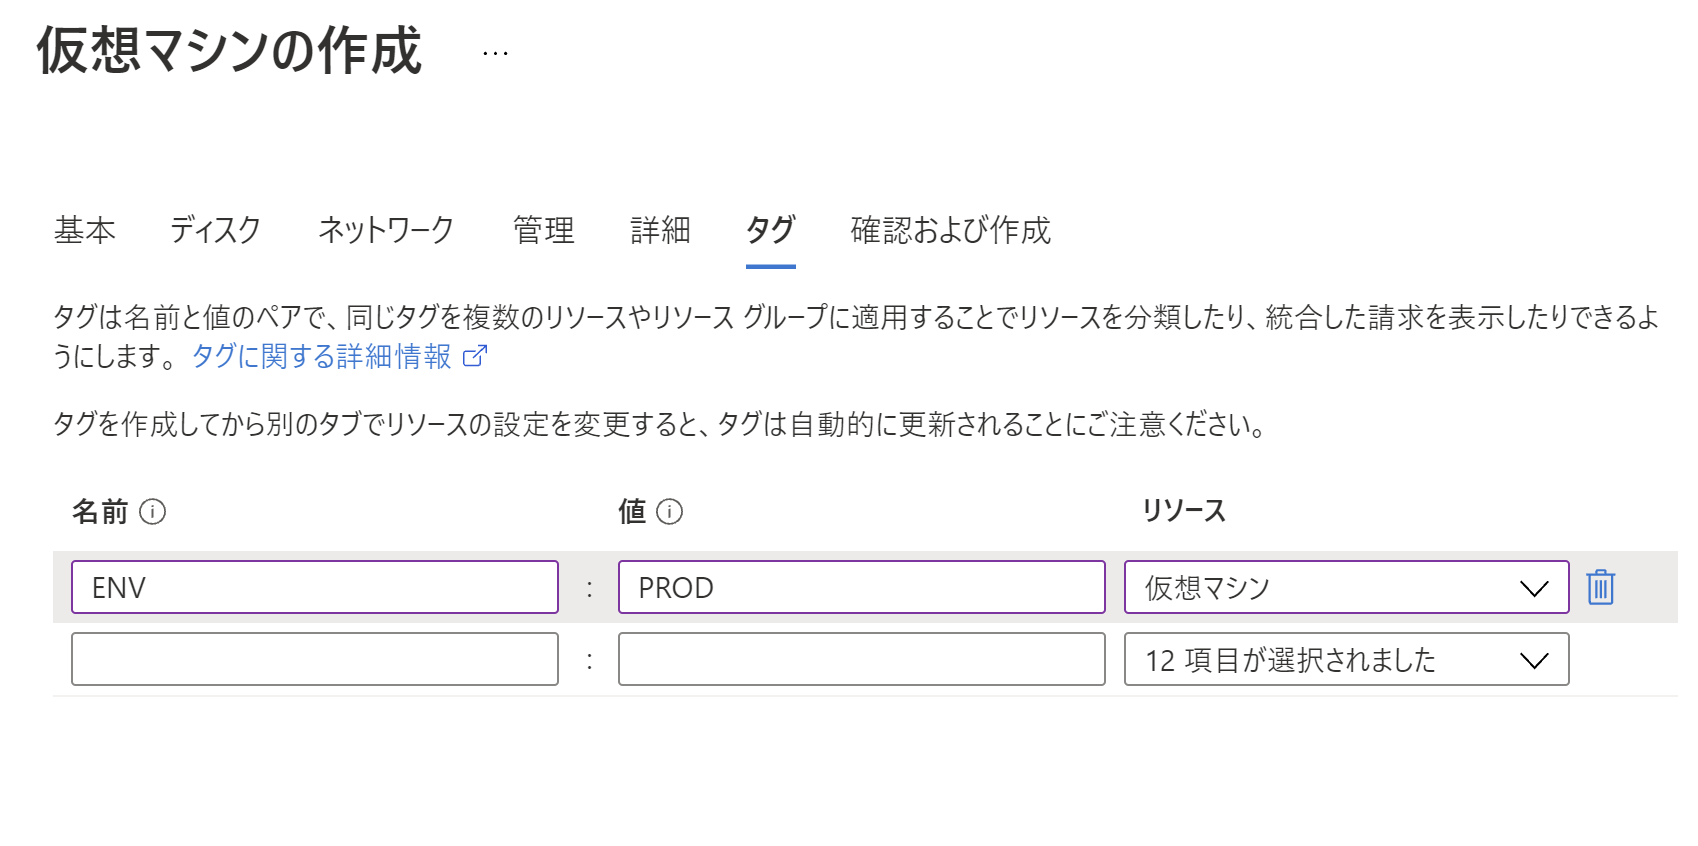 仮想マシンの作成 …
基本 ディスク ネットワーク 管理 詳細 タグ 確認および作成
タグは名前と値のペアで、同じタグを複数のリソースやリソース グループに適用することでリソースを分類したり、統合した請求を表示したりできるよ
うにします。 タグに関する詳細情報
タグを作成してから別のタブでリソースの設定を変更すると、タグは自動的に更新されることにご注意ください。
名前 値 リソース
ENV : PROD 仮想マシン
: 12 項目が選択されました